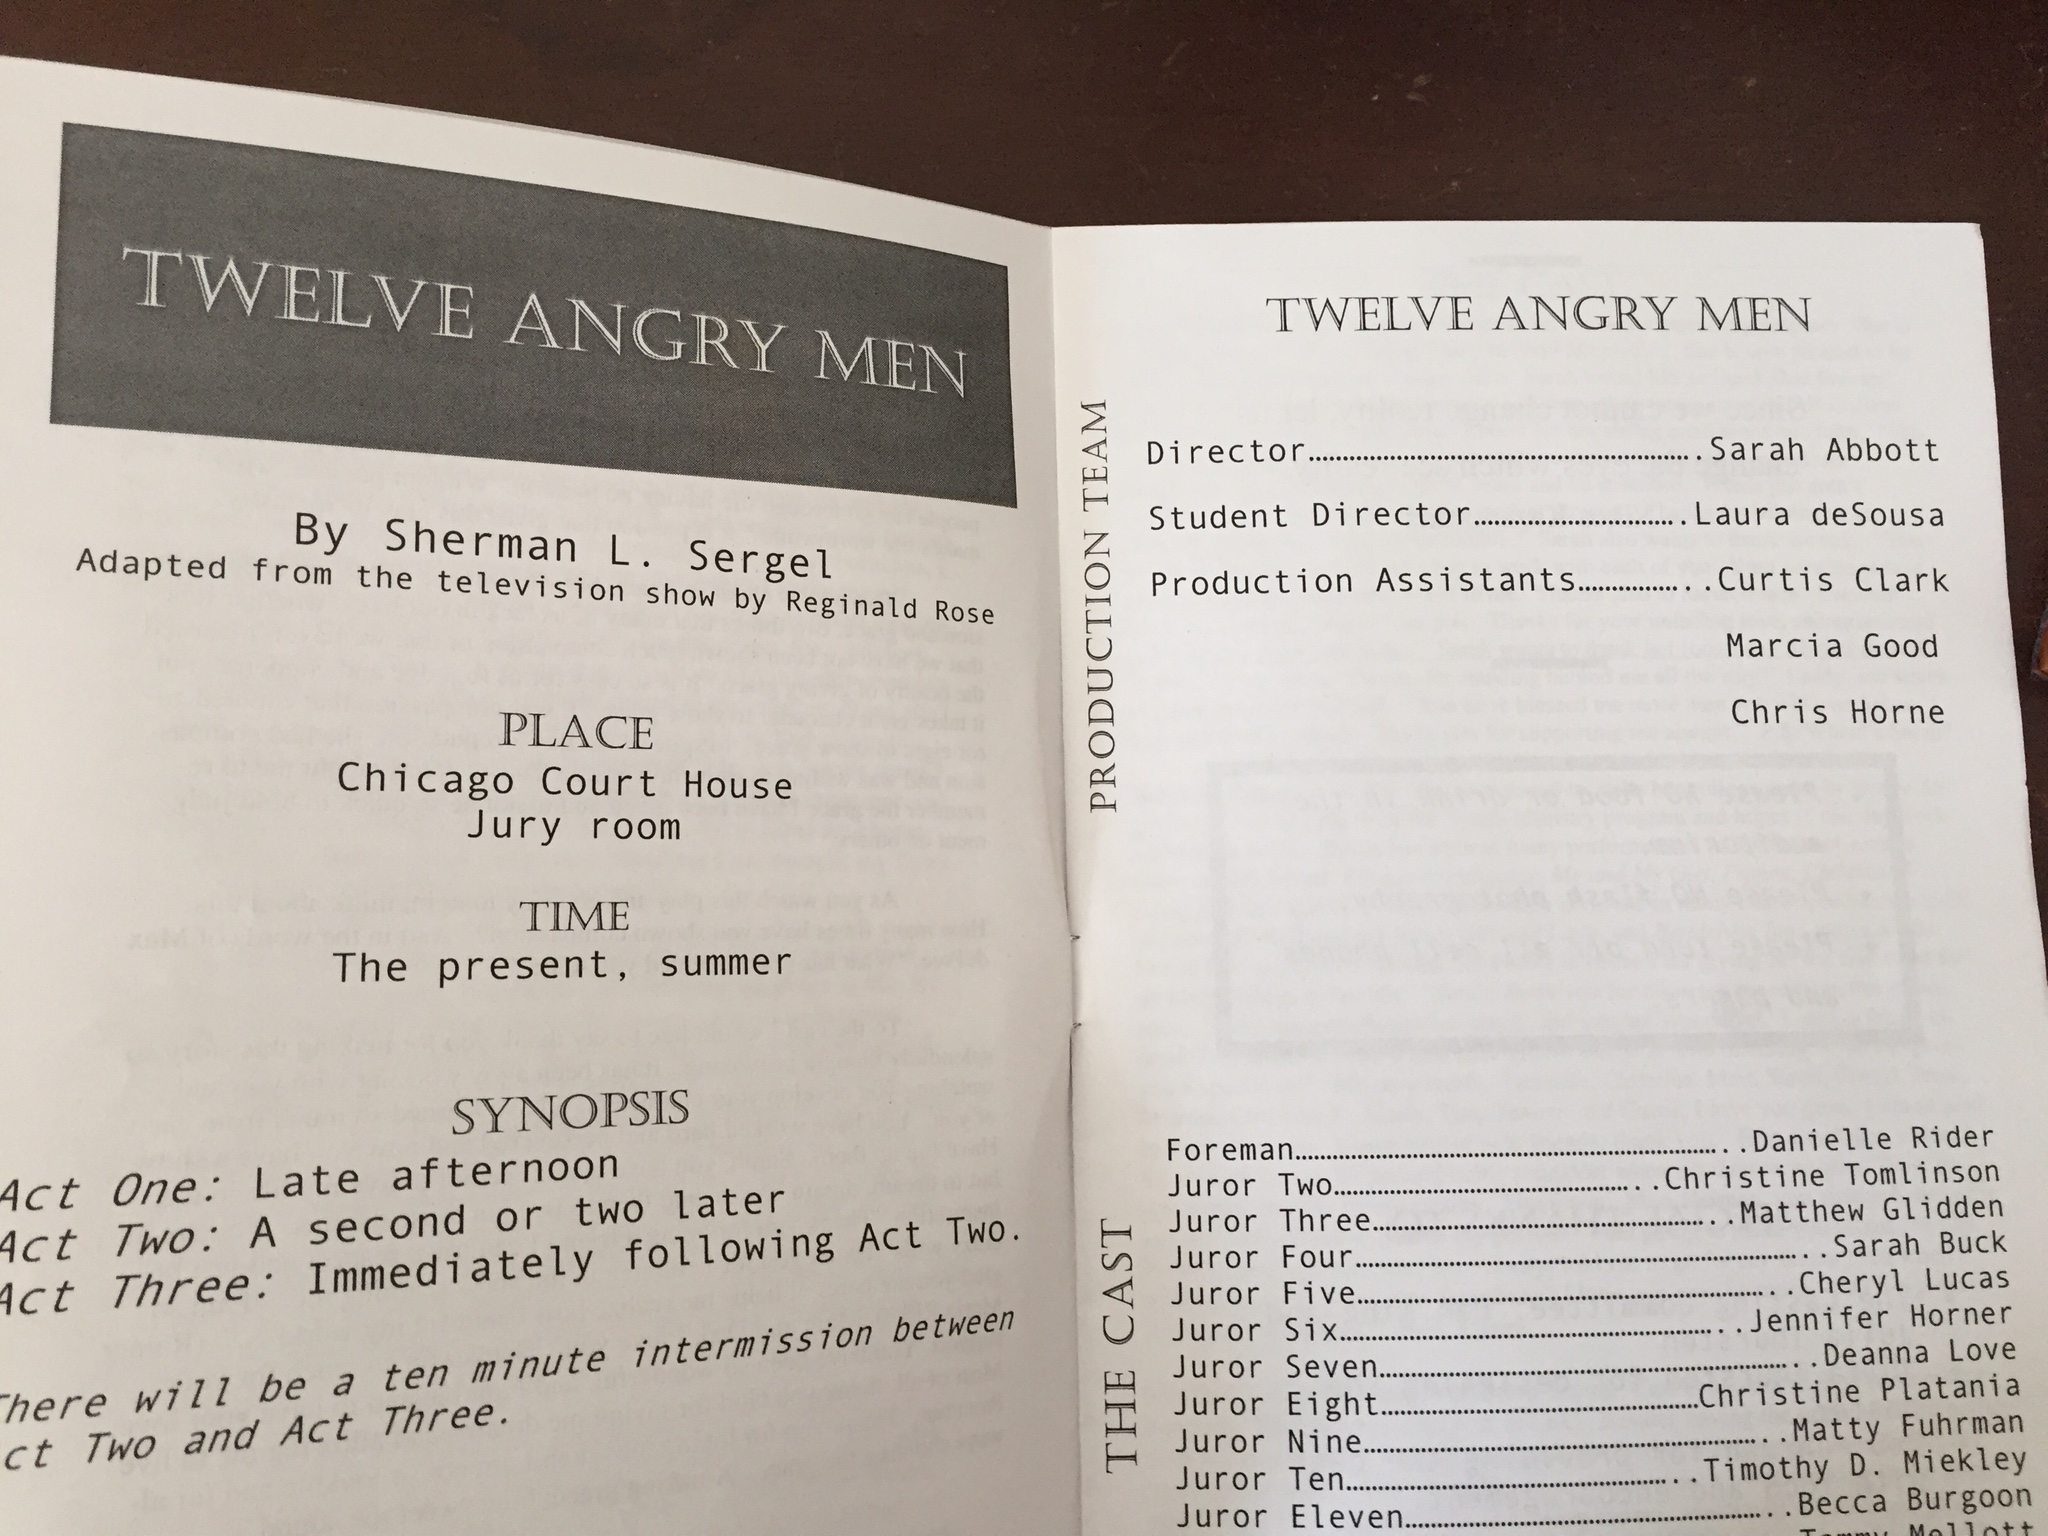 TWELVE ANGRY MEN
By Sherman L. Sergel
Adapted from the television show by Reginald Rose
PLACE
Chicago Court House
Jury room
TIME
The present, summer
SYNOPSIS
Act One: Late afternoon
Act Two: A second or two later
Act Three: Immediately following Act Two.
There will be a ten minute intermission between
ct Two and Act Three.
TWELVE ANGRY MEN
PRODUCTION TEAM
Director.....Sarah Abbott
Student Director.....Laura deSousa
Production Assistants.....Curtis Clark
Marcia Good
Chris Horne
THE CAST
Foreman.....Danielle Rider
Juror Two.....Christine Tomlinson
Juror Three.....Matthew Glidden
Juror Four.....Sarah Buck
Juror Five.....Cheryl Lucas
Juror Six.....Jennifer Horner
Juror Seven.....Deanna Love
Juror Eight.....Christine Platania
Juror Nine.....Matty Fuhrman
Juror Ten.....Timothy D. Miekley
Juror Eleven.....Becca Burgoon